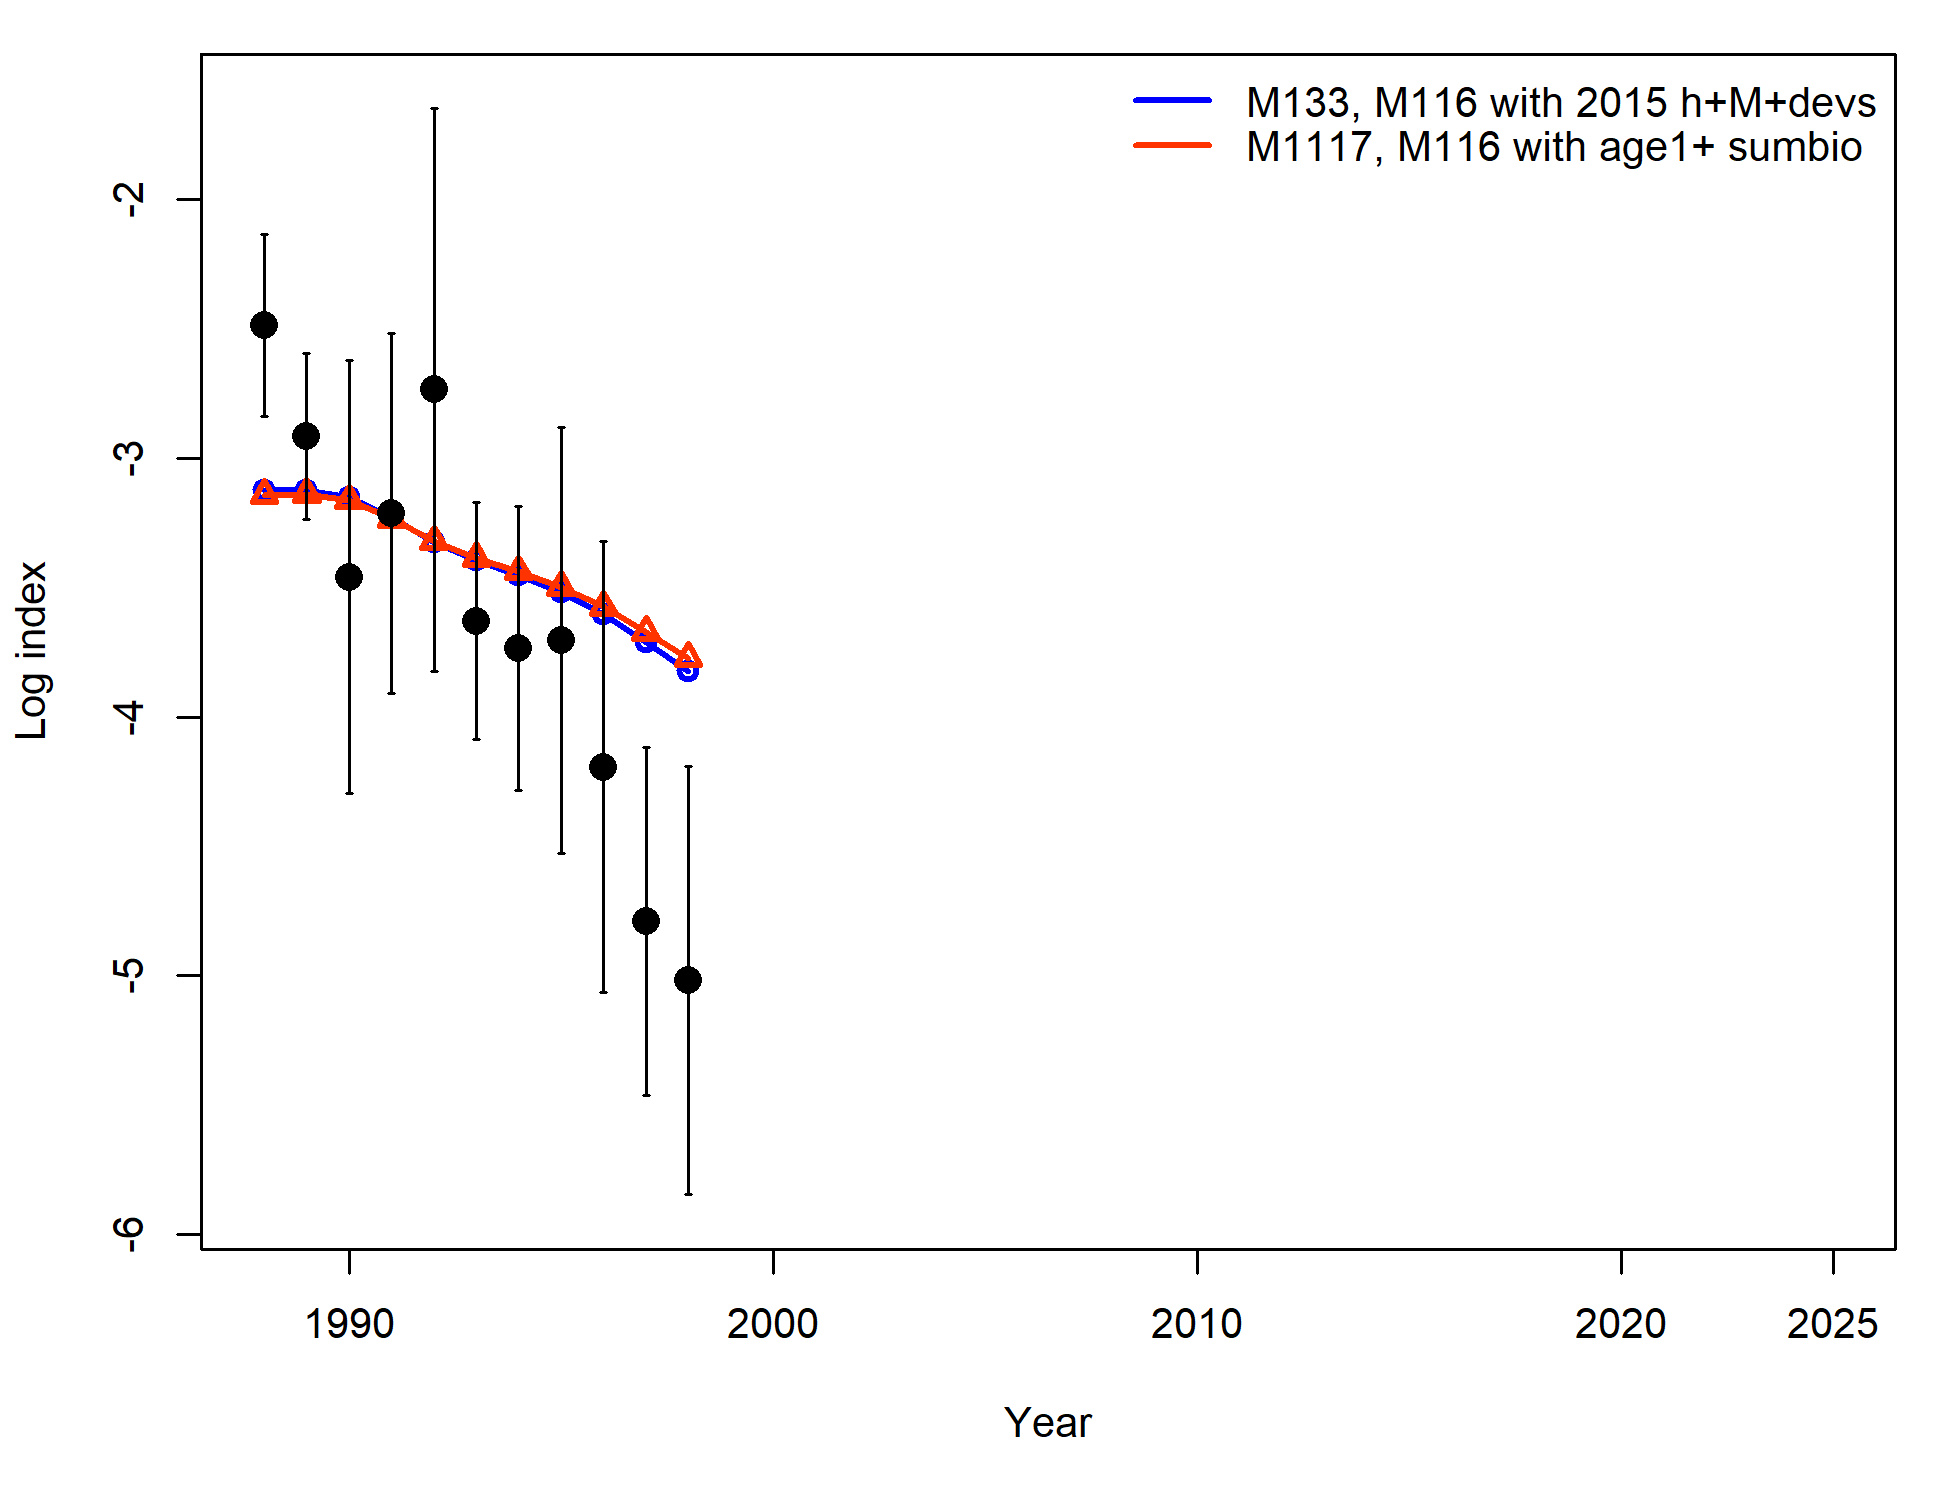 M133, M116 with 2015 h+M+devs
M1117, M116 with age1+ sumbio
-2
-3
-4
-5
-6
Log index
1990 2000 2010 2020 2025
Year